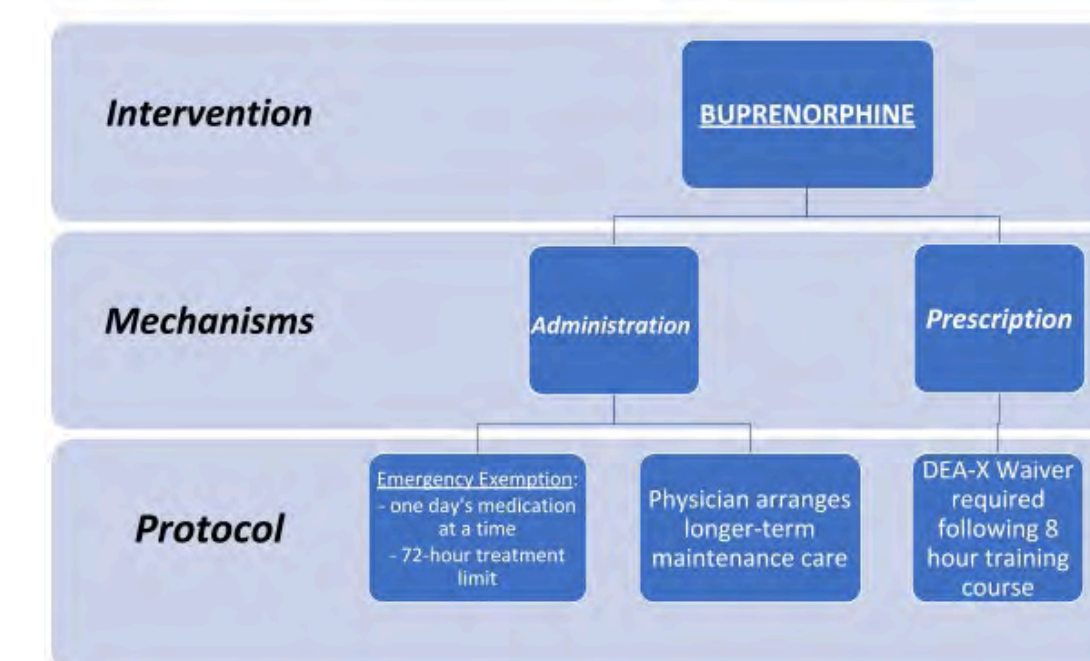 Intervention
BUPRENORPHINE
Mechanisms
Administration
Prescription
Protocol
Emergency Exemption:
- one day's medication
at a time
- 72-hour treatment
limit
Physician arranges
longer-term
maintenance care
DEA-X Waiver
required
following 8
hour training
course